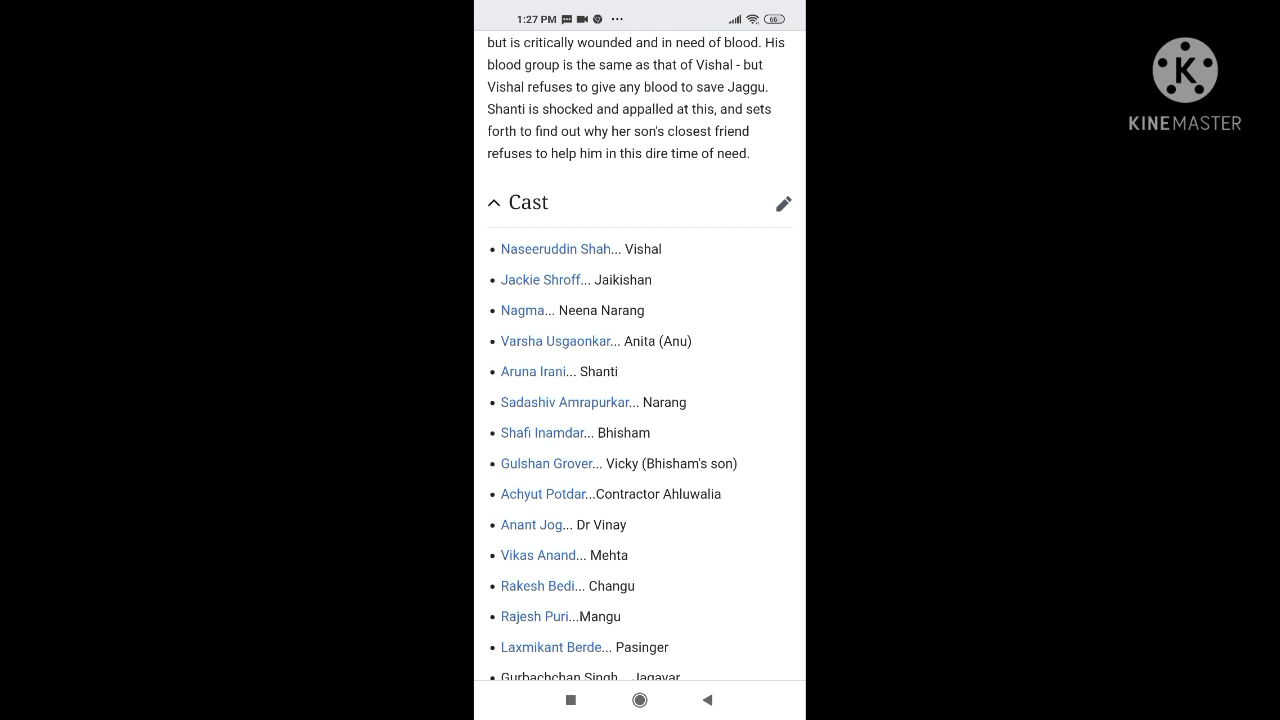 1:27 PM
66
but is critically wounded and in need of blood. His
blood group is the same as that of Vishal - but
Vishal refuses to give any blood to save Jaggu.
Shanti is shocked and appalled at this, and sets
forth to find out why her son's closest friend
refuses to help him in this dire time of need.
Cast
• Naseeruddin Shah... Vishal
• Jackie Shroff... Jaikishan
• Nagma... Neena Narang
• Varsha Usgaonkar... Anita (Anu)
• Aruna Irani... Shanti
• Sadashiv Amrapurkar... Narang
• Shafi Inamdar... Bhisham
• Gulshan Grover... Vicky (Bhisham's son)
• Achyut Potdar...Contractor Ahluwalia
• Anant Jog... Dr Vinay
• Vikas Anand... Mehta
• Rakesh Bedi... Changu
• Rajesh Puri...Mangu
• Laxmikant Berde... Pasinger
• Gurbachchan Singh...
K
KINEMASTER